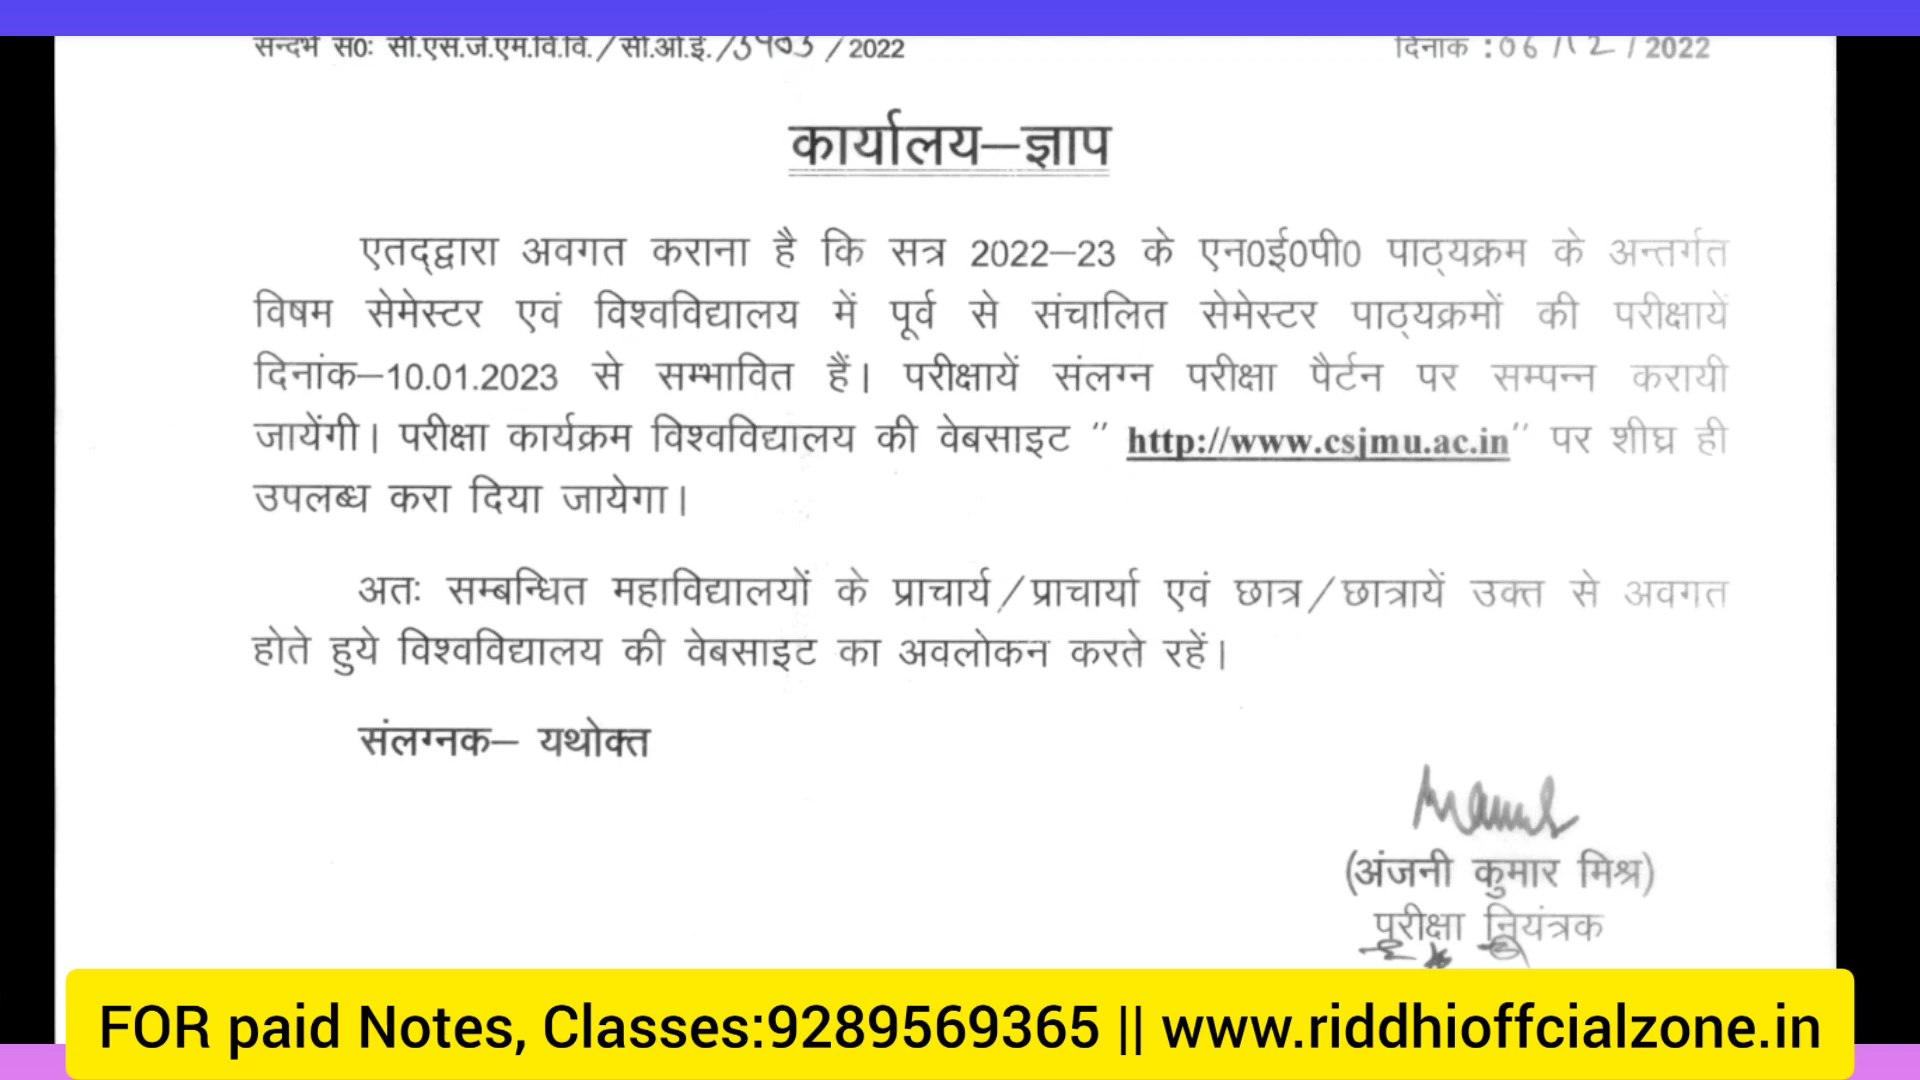 सन्दर्भ सं0: सी.एस.जे.एम.वि.वि./सी.ओ.ई./ /2022
दिनांक :06/12/2022
कार्यालय–ज्ञाप
एतद्द्वारा अवगत कराना है कि सत्र 2022–23 के एन0ई0पी0 पाठ्यक्रम के अन्तर्गत
विषम सेमेस्टर एवं विश्वविद्यालय में पूर्व से संचालित सेमेस्टर पाठ्यक्रमों की परीक्षायें
दिनांक–10.01.2023 से सम्भावित हैं। परीक्षायें संलग्न परीक्षा पैर्टन पर सम्पन्न करायी
जायेंगी। परीक्षा कार्यक्रम विश्वविद्यालय की वेबसाइट " http://www.csjmu.ac.in" पर शीघ्र ही
उपलब्ध करा दिया जायेगा।
अतः सम्बन्धित महाविद्यालयों के प्राचार्य/प्राचार्या एवं छात्र/छात्रायें उक्त से अवगत
होते हुये विश्वविद्यालय की वेबसाइट का अवलोकन करते रहें।
संलग्नक– यथोक्त
(अंजनी कुमार मिश्र)
परीक्षा नियंत्रक
FOR paid Notes, Classes:9289569365 || www.riddhioffcialzone.in